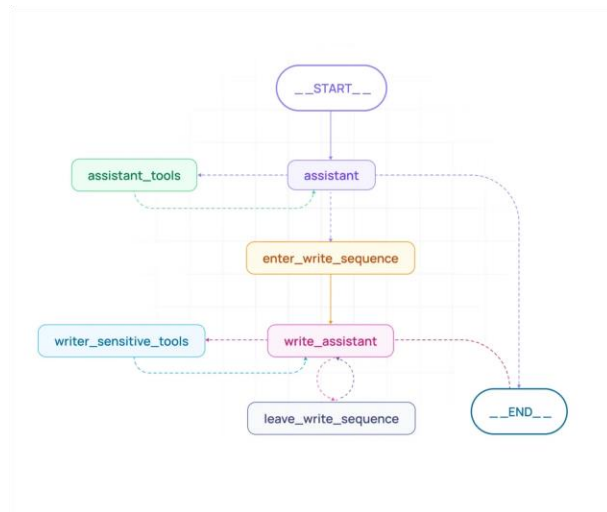 __START__
assistant_tools
assistant
enter_write_sequence
writer_sensitive_tools
write_assistant
leave_write_sequence
__END__